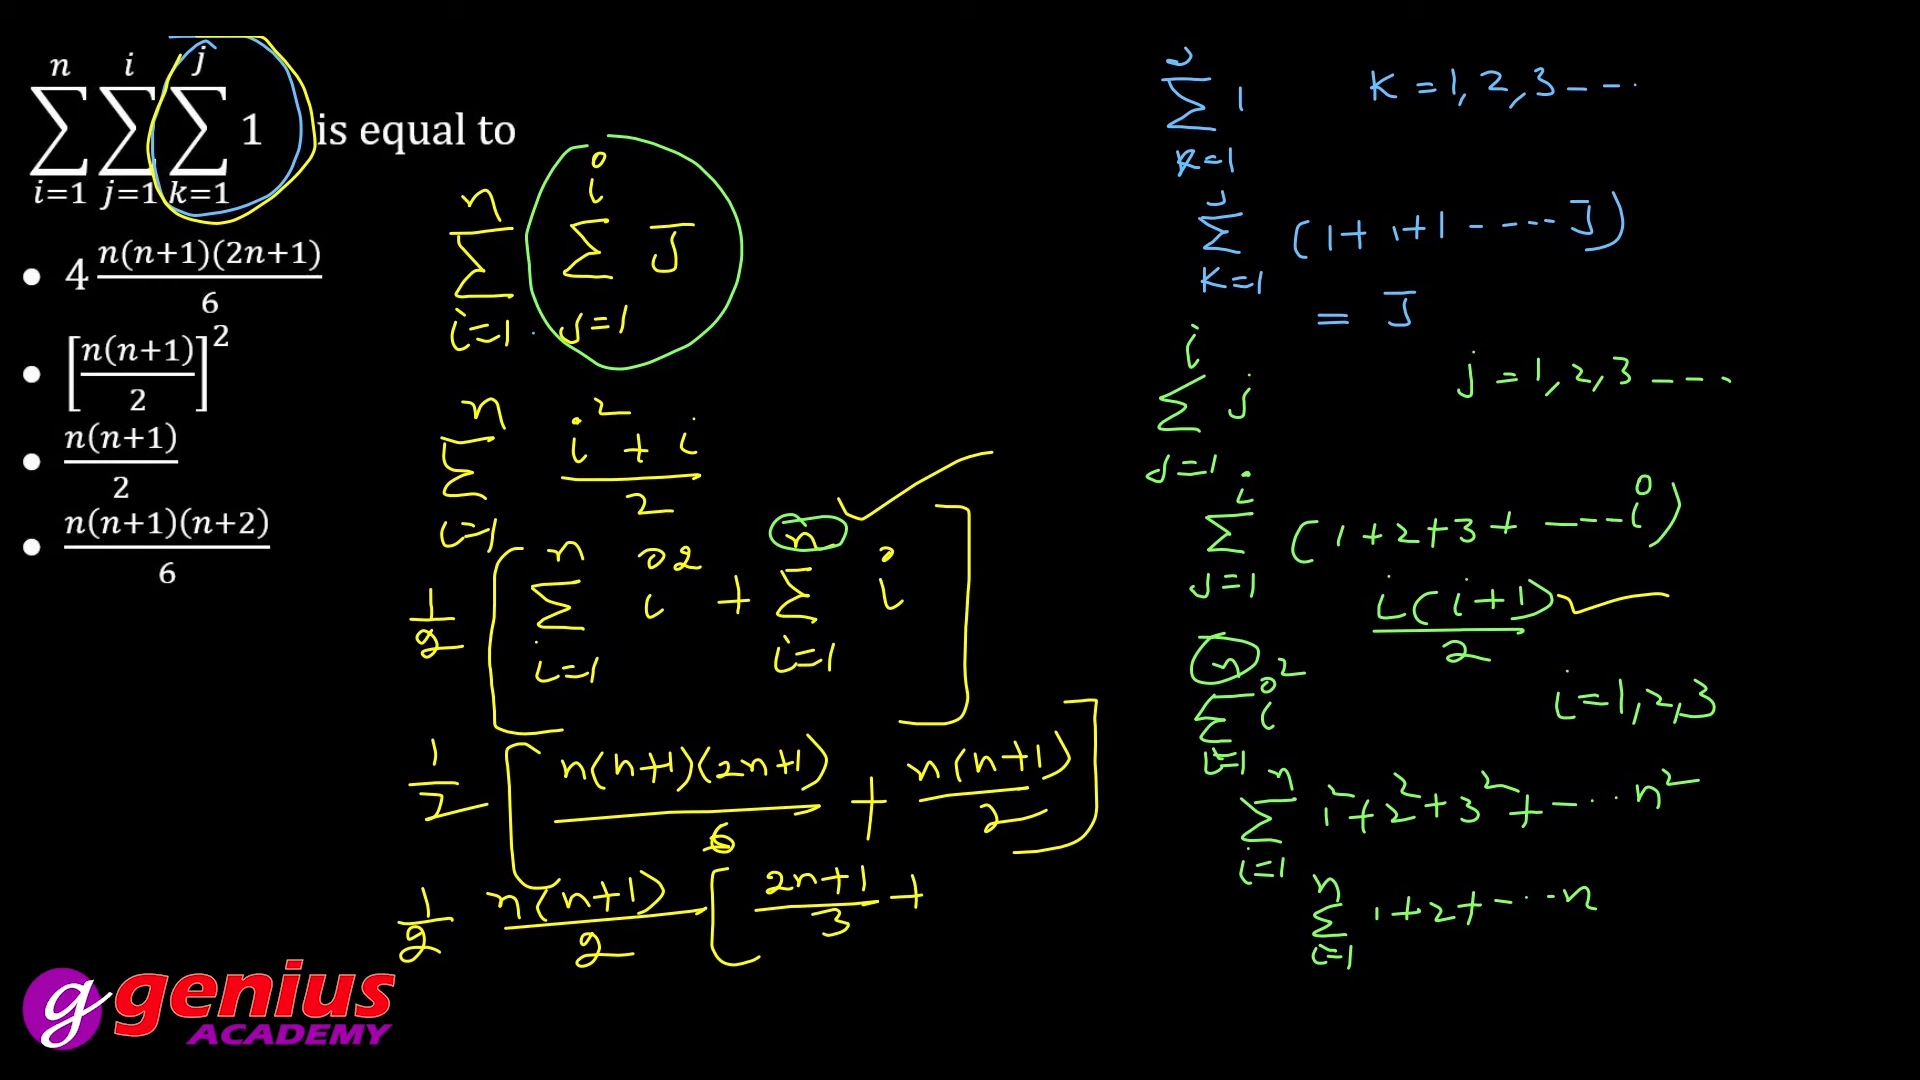 n i j
∑ ∑ ∑ 1 is equal to
i=1 j=1 k=1
• 4 n(n+1)(2n+1)/6
• [n(n+1)/2]²
• n(n+1)/2
• n(n+1)(n+2)/6
n i
∑ ∑ J
i=1 J=1
n
∑ (i² + i)/2
i=1
1/2 [ n ∑ i=1 i² + n ∑ i=1 i ]
1/2 [ n(n+1)(2n+1)/6 + n(n+1)/2 ]
1/2 n(n+1)/2 [ (2n+1)/3 +
J
∑ 1 K = 1, 2, 3 - - - .
k=1
J
∑ (1 + 1 + 1 - - - - - J)
K=1
= J
i
∑ j j = 1, 2, 3 - - - .
J=1
i
∑ (1 + 2 + 3 + - - - - i)
J=1
i(i+1)/2
n
∑ i² i = 1, 2, 3
i=1
n
∑ 1² + 2² + 3² + - . . n²
i=1
n
∑ 1 + 2 + - . . - n
i=1
g genius
ACADEMY